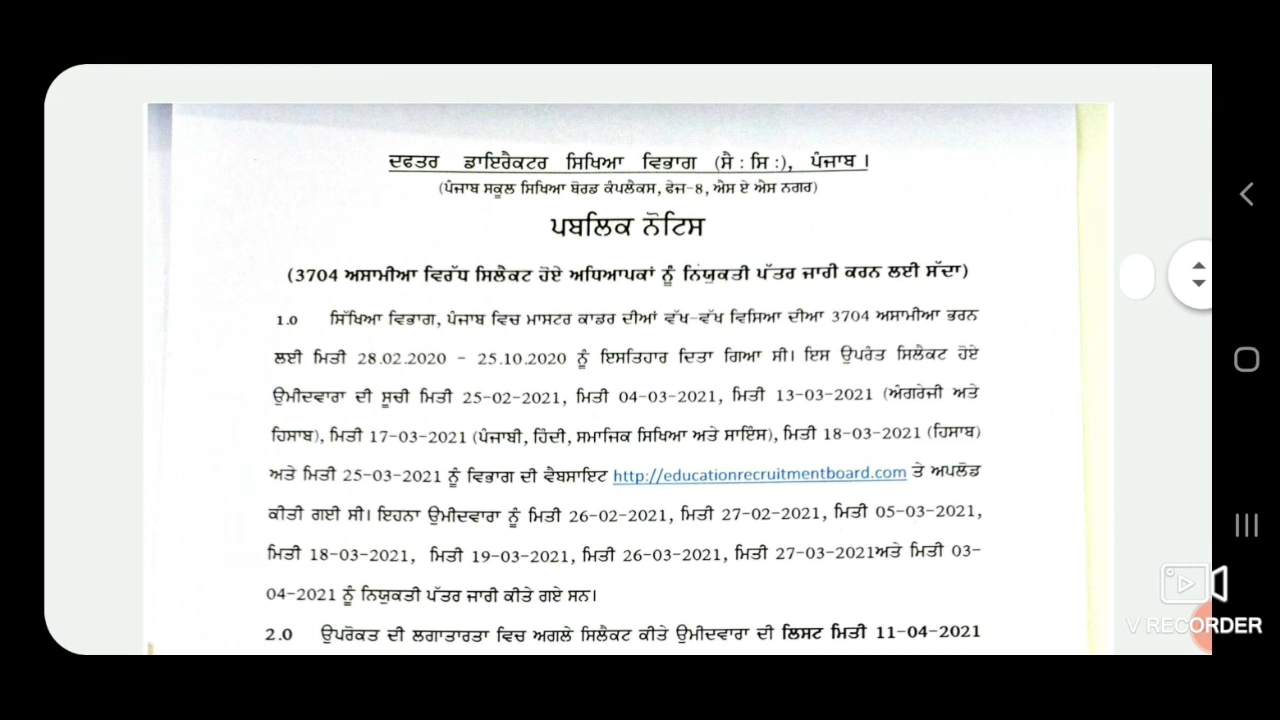 ਦਫਤਰ ਡਾਇਰੈਕਟਰ ਸਿਖਿਆ ਵਿਭਾਗ (ਸੈ : ਸਿ :), ਪੰਜਾਬ ।
(ਪੰਜਾਬ ਸਕੂਲ ਸਿਖਿਆ ਬੋਰਡ ਕੰਪਲੈਕਸ, ਫੇਜ-8, ਐਸ ਏ ਐਸ ਨਗਰ)
ਪਬਲਿਕ ਨੋਟਿਸ
(3704 ਅਸਾਮੀਆ ਵਿਰੱਧ ਸਿਲੈਕਟ ਹੋਏ ਅਧਿਆਪਕਾਂ ਨੂੰ ਨਿਯੁਕਤੀ ਪੱਤਰ ਜਾਰੀ ਕਰਨ ਲਈ ਸੱਦਾ)
1.0 ਸਿੱਖਿਆ ਵਿਭਾਗ, ਪੰਜਾਬ ਵਿਚ ਮਾਸਟਰ ਕਾਡਰ ਦੀਆਂ ਵੱਖ-ਵੱਖ ਵਿਸਿਆ ਦੀਆ 3704 ਅਸਾਮੀਆ ਭਰਨ
ਲਈ ਮਿਤੀ 28.02.2020 - 25.10.2020 ਨੂੰ ਇਸਤਿਹਾਰ ਦਿਤਾ ਗਿਆ ਸੀ। ਇਸ ਉਪਰੰਤ ਸਿਲੈਕਟ ਹੋਏ
ਉਮੀਦਵਾਰਾ ਦੀ ਸੂਚੀ ਮਿਤੀ 25-02-2021, ਮਿਤੀ 04-03-2021, ਮਿਤੀ 13-03-2021 (ਅੰਗਰੇਜੀ ਅਤੇ
ਹਿਸਾਬ), ਮਿਤੀ 17-03-2021 (ਪੰਜਾਬੀ, ਹਿੰਦੀ, ਸਮਾਜਿਕ ਸਿਖਿਆ ਅਤੇ ਸਾਇੰਸ), ਮਿਤੀ 18-03-2021 (ਹਿਸਾਬ)
ਅਤੇ ਮਿਤੀ 25-03-2021 ਨੂੰ ਵਿਭਾਗ ਦੀ ਵੈਬਸਾਇਟ http://educationrecruitmentboard.com ਤੇ ਅਪਲੋਡ
ਕੀਤੀ ਗਈ ਸੀ। ਇਹਨਾ ਉਮੀਦਵਾਰਾ ਨੂੰ ਮਿਤੀ 26-02-2021, ਮਿਤੀ 27-02-2021, ਮਿਤੀ 05-03-2021,
ਮਿਤੀ 18-03-2021, ਮਿਤੀ 19-03-2021, ਮਿਤੀ 26-03-2021, ਮਿਤੀ 27-03-2021ਅਤੇ ਮਿਤੀ 03-
04-2021 ਨੂੰ ਨਿਯੁਕਤੀ ਪੱਤਰ ਜਾਰੀ ਕੀਤੇ ਗਏ ਸਨ।
2.0 ਉਪਰੋਕਤ ਦੀ ਲਗਾਤਾਰਤਾ ਵਿਚ ਅਗਲੇ ਸਿਲੈਕਟ ਕੀਤੇ ਉਮੀਦਵਾਰਾ ਦੀ ਲਿਸਟ ਮਿਤੀ 11-04-2021
V RECORDER